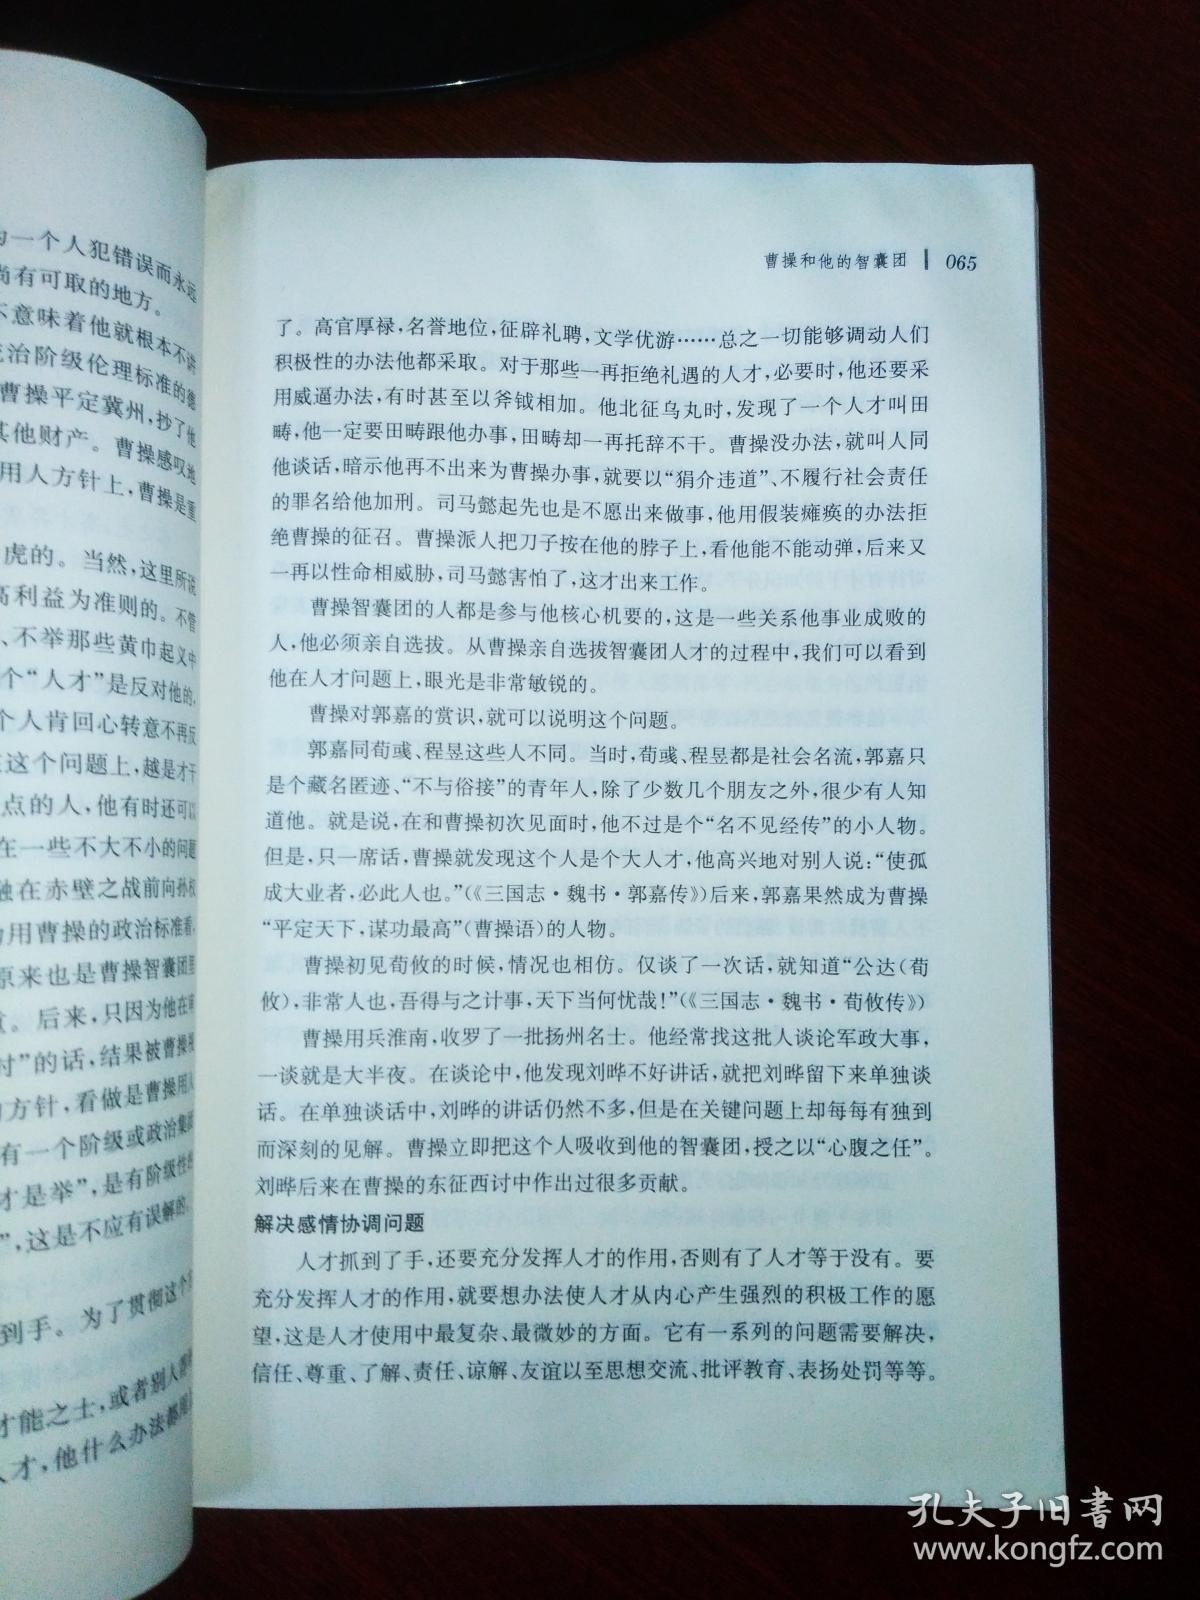 为一个人犯错误而永远
尚有可取的地方。
不意味着他就根本不讲
统治阶级伦理标准的德
曹操平定冀州,抄了他
其他财产。曹操感叹地
用人方针上,曹操是重
虎的。当然,这里所说
高利益为准则的。不管
、不举那些黄巾起义中
个“人才”是反对他的,
个人肯回心转意不再反
在这个问题上,越是才干
点的人,他有时还可以
在一些不大不小的问题
融在赤壁之战前向孙权
用曹操的政治标准看,
原来也是曹操智囊团里
。后来,只因为他在
讨”的话,结果被曹操
方针,看做是曹操用人
有一个阶级或政治集团
才是举”,是有阶级性的
”,这是不应有误解的。
到手。为了贯彻这个
才能之士,或者别人
人才,他什么办法都
曹操和他的智囊团 065
了。高官厚禄,名誉地位,征辟礼聘,文学优游……总之一切能够调动人们
积极性的办法他都采取。对于那些一再拒绝礼遇的人才,必要时,他还要采
用威逼办法,有时甚至以斧钺相加。他北征乌丸时,发现了一个人才叫田
畴,他一定要田畴跟他办事,田畴却一再托辞不干。曹操没办法,就叫人同
他谈话,暗示他再不出来为曹操办事,就要以“狷介违道”、不履行社会责任
的罪名给他加刑。司马懿起先也是不愿出来做事,他用假装瘫痪的办法拒
绝曹操的征召。曹操派人把刀子按在他的脖子上,看他能不能动弹,后来又
一再以性命相威胁,司马懿害怕了,这才出来工作。
曹操智囊团的人都是参与他核心机要的,这是一些关系他事业成败的
人,他必须亲自选拔。从曹操亲自选拔智囊团人才的过程中,我们可以看到
他在人才问题上,眼光是非常敏锐的。
曹操对郭嘉的赏识,就可以说明这个问题。
郭嘉同荀彧、程昱这些人不同。当时,荀彧、程昱都是社会名流,郭嘉只
是个藏名匿迹、“不与俗接”的青年人,除了少数几个朋友之外,很少有人知
道他。就是说,在和曹操初次见面时,他不过是个“名不见经传”的小人物。
但是,只一席话,曹操就发现这个人是个大人才,他高兴地对别人说:“使孤
成大业者,必此人也。”(《三国志·魏书·郭嘉传》)后来,郭嘉果然成为曹操
“平定天下,谋功最高”(曹操语)的人物。
曹操初见荀攸的时候,情况也相仿。仅谈了一次话,就知道“公达(荀
攸),非常人也,吾得与之计事,天下当何忧哉!”(《三国志·魏书·荀攸传》)
曹操用兵淮南,收罗了一批扬州名士。他经常找这批人谈论军政大事,
一谈就是大半夜。在谈论中,他发现刘晔不好讲话,就把刘晔留下来单独谈
话。在单独谈话中,刘晔的讲话仍然不多,但是在关键问题上却每每有独到
而深刻的见解。曹操立即把这个人吸收到他的智囊团,授之以“心腹之任”。
刘晔后来在曹操的东征西讨中作出过很多贡献。
解决感情协调问题
人才抓到了手,还要充分发挥人才的作用,否则有了人才等于没有。要
充分发挥人才的作用,就要想办法使人才从内心产生强烈的积极工作的愿
望,这是人才使用中最复杂、最微妙的方面。它有一系列的问题需要解决,
信任、尊重、了解、责任、谅解、友谊以至思想交流、批评教育、表扬处罚等等。
孔夫子旧书网
www.kongfz.com